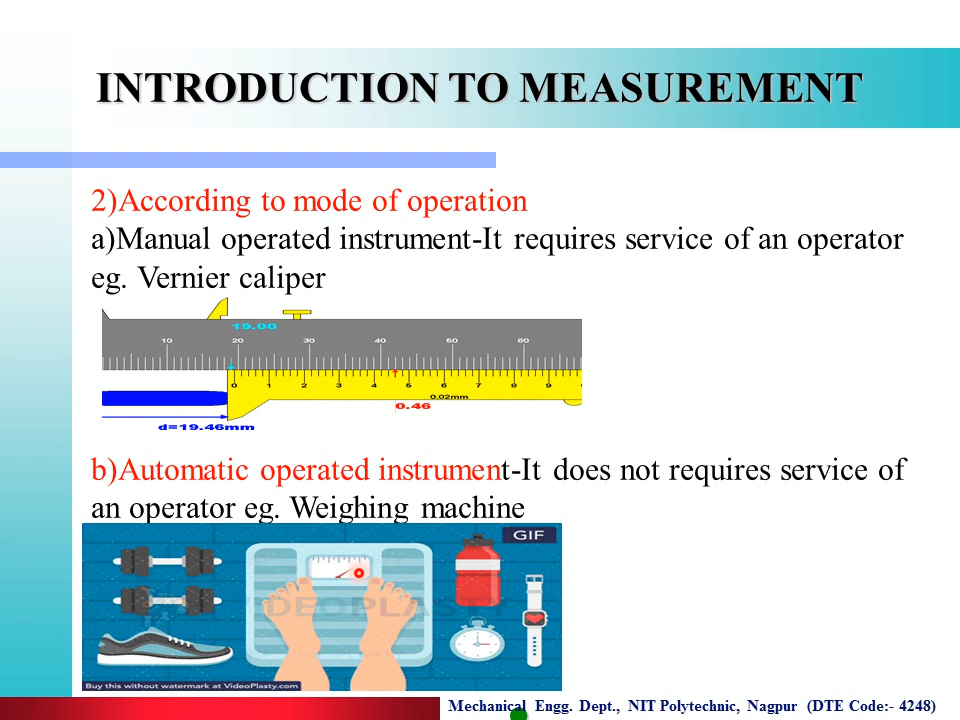 INTRODUCTION TO MEASUREMENT
2)According to mode of operation
a)Manual operated instrument-It requires service of an operator
eg. Vernier caliper
19.00
10 20 30 40 50 60
0 1 2 3 4 5 6 7 8 9
0.02mm
0.46
d=19.46mm
b)Automatic operated instrument-It does not requires service of
an operator eg. Weighing machine
GIF
VIDEOPLASTY
Buy this without watermark at VideoPlasty.com
Mechanical Engg. Dept., NIT Polytechnic, Nagpur (DTE Code:- 4248)